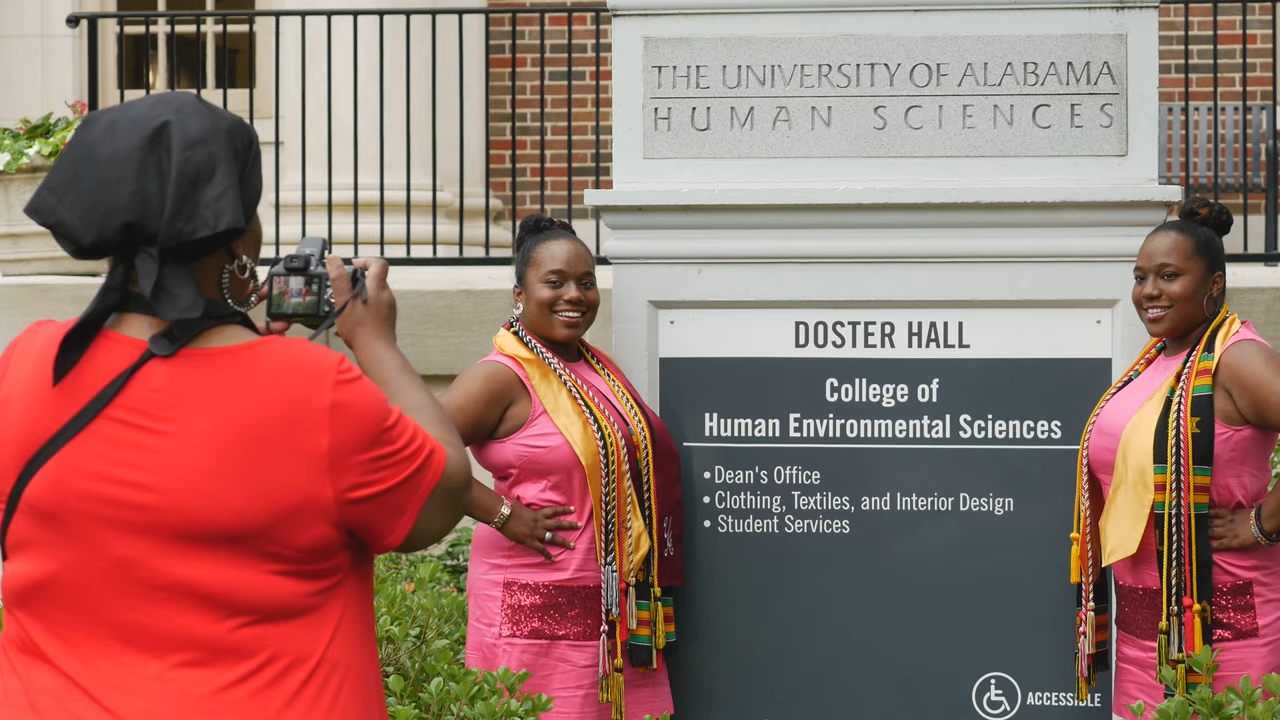 THE UNIVERSITY OF ALABAMA
HUMAN SCIENCES
DOSTER HALL
College of
Human Environmental Sciences
• Dean's Office
• Clothing, Textiles, and Interior Design
• Student Services
ACCESSIBLE